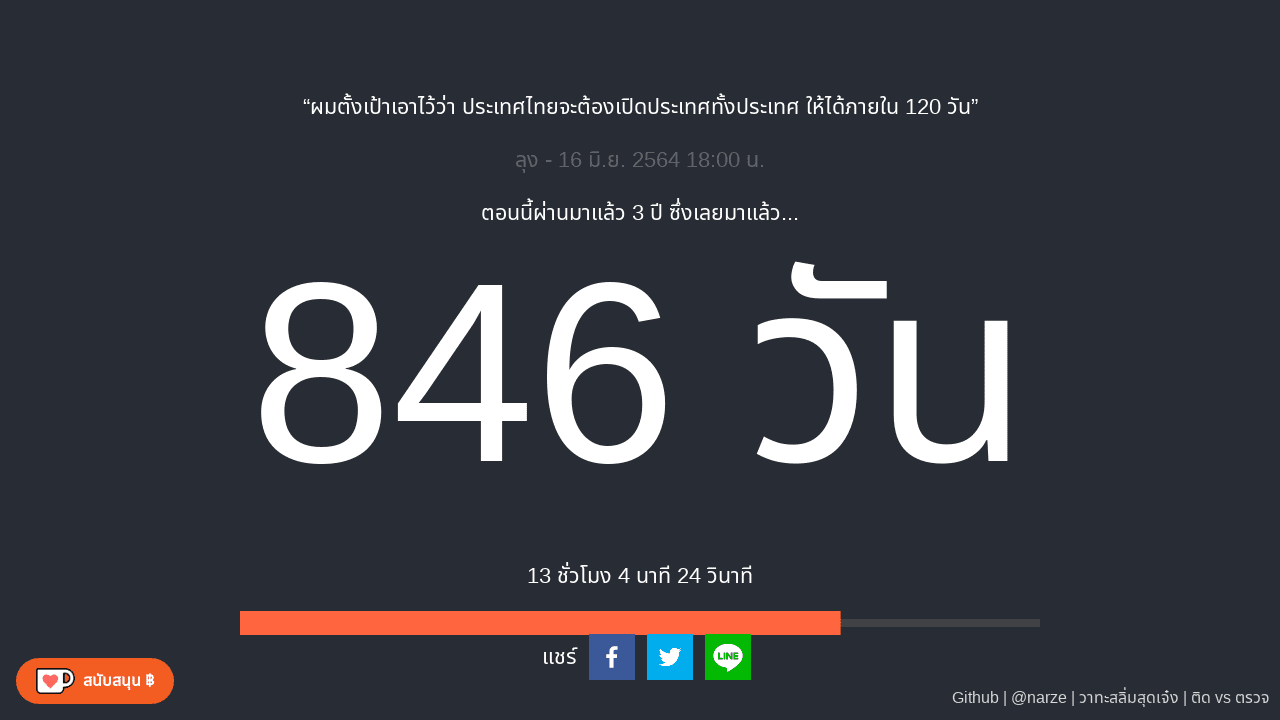 “ผมตั้งเป้าเอาไว้ว่า ประเทศไทยจะต้องเปิดประเทศทั้งประเทศ ให้ได้ภายใน 120 วัน”
ลุง - 16 มิ.ย. 2564 18:00 น.
ตอนนี้ผ่านมาแล้ว 3 ปี ซึ่งเลยมาแล้ว...
846 วัน
13 ชั่วโมง 4 นาที 24 วินาที
แชร์
LINE
สนับสนุน ฿
Github | @narze | วาทะสลิ่มสุดเจ๋ง | ติด vs ตรวจ